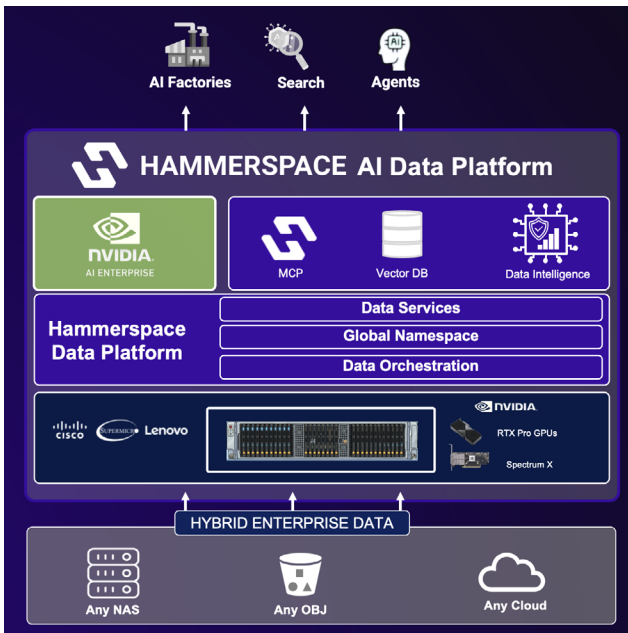 AI Factories
Search
Agents
HAMMERSPACE AI Data Platform
NVIDIA.
AI ENTERPRISE
MCP
Vector DB
Data Intelligence
Hammerspace
Data Platform
Data Services
Global Namespace
Data Orchestration
CISCO
SUPERMICRO
Lenovo
NVIDIA.
RTX Pro GPUs
Spectrum X
HYBRID ENTERPRISE DATA
Any NAS
Any OBJ
Any Cloud